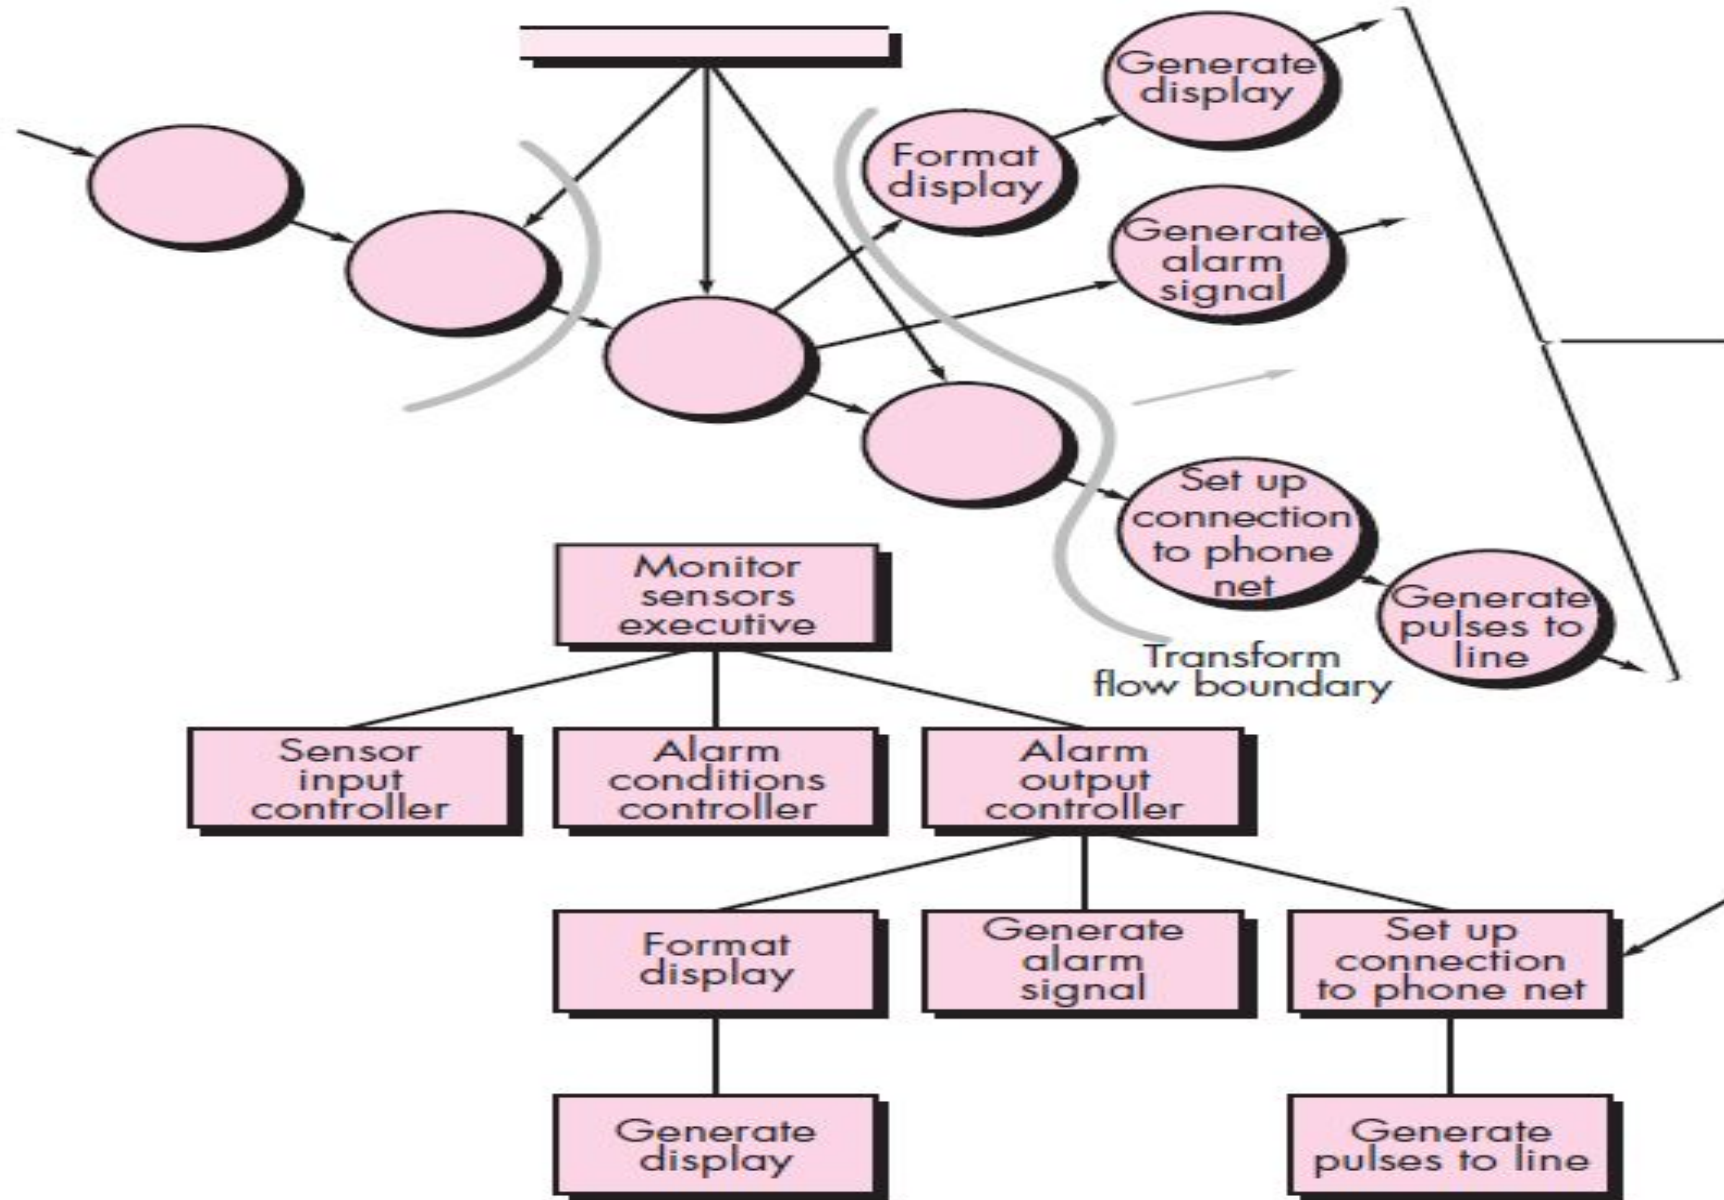 Generate
display
Format
display
Generate
alarm
signal
Set up
connection
to phone
net
Generate
pulses to
line
Transform
flow boundary
Monitor
sensors
executive
Sensor
input
controller
Alarm
conditions
controller
Alarm
output
controller
Format
display
Generate
alarm
signal
Set up
connection
to phone net
Generate
display
Generate
pulses to line